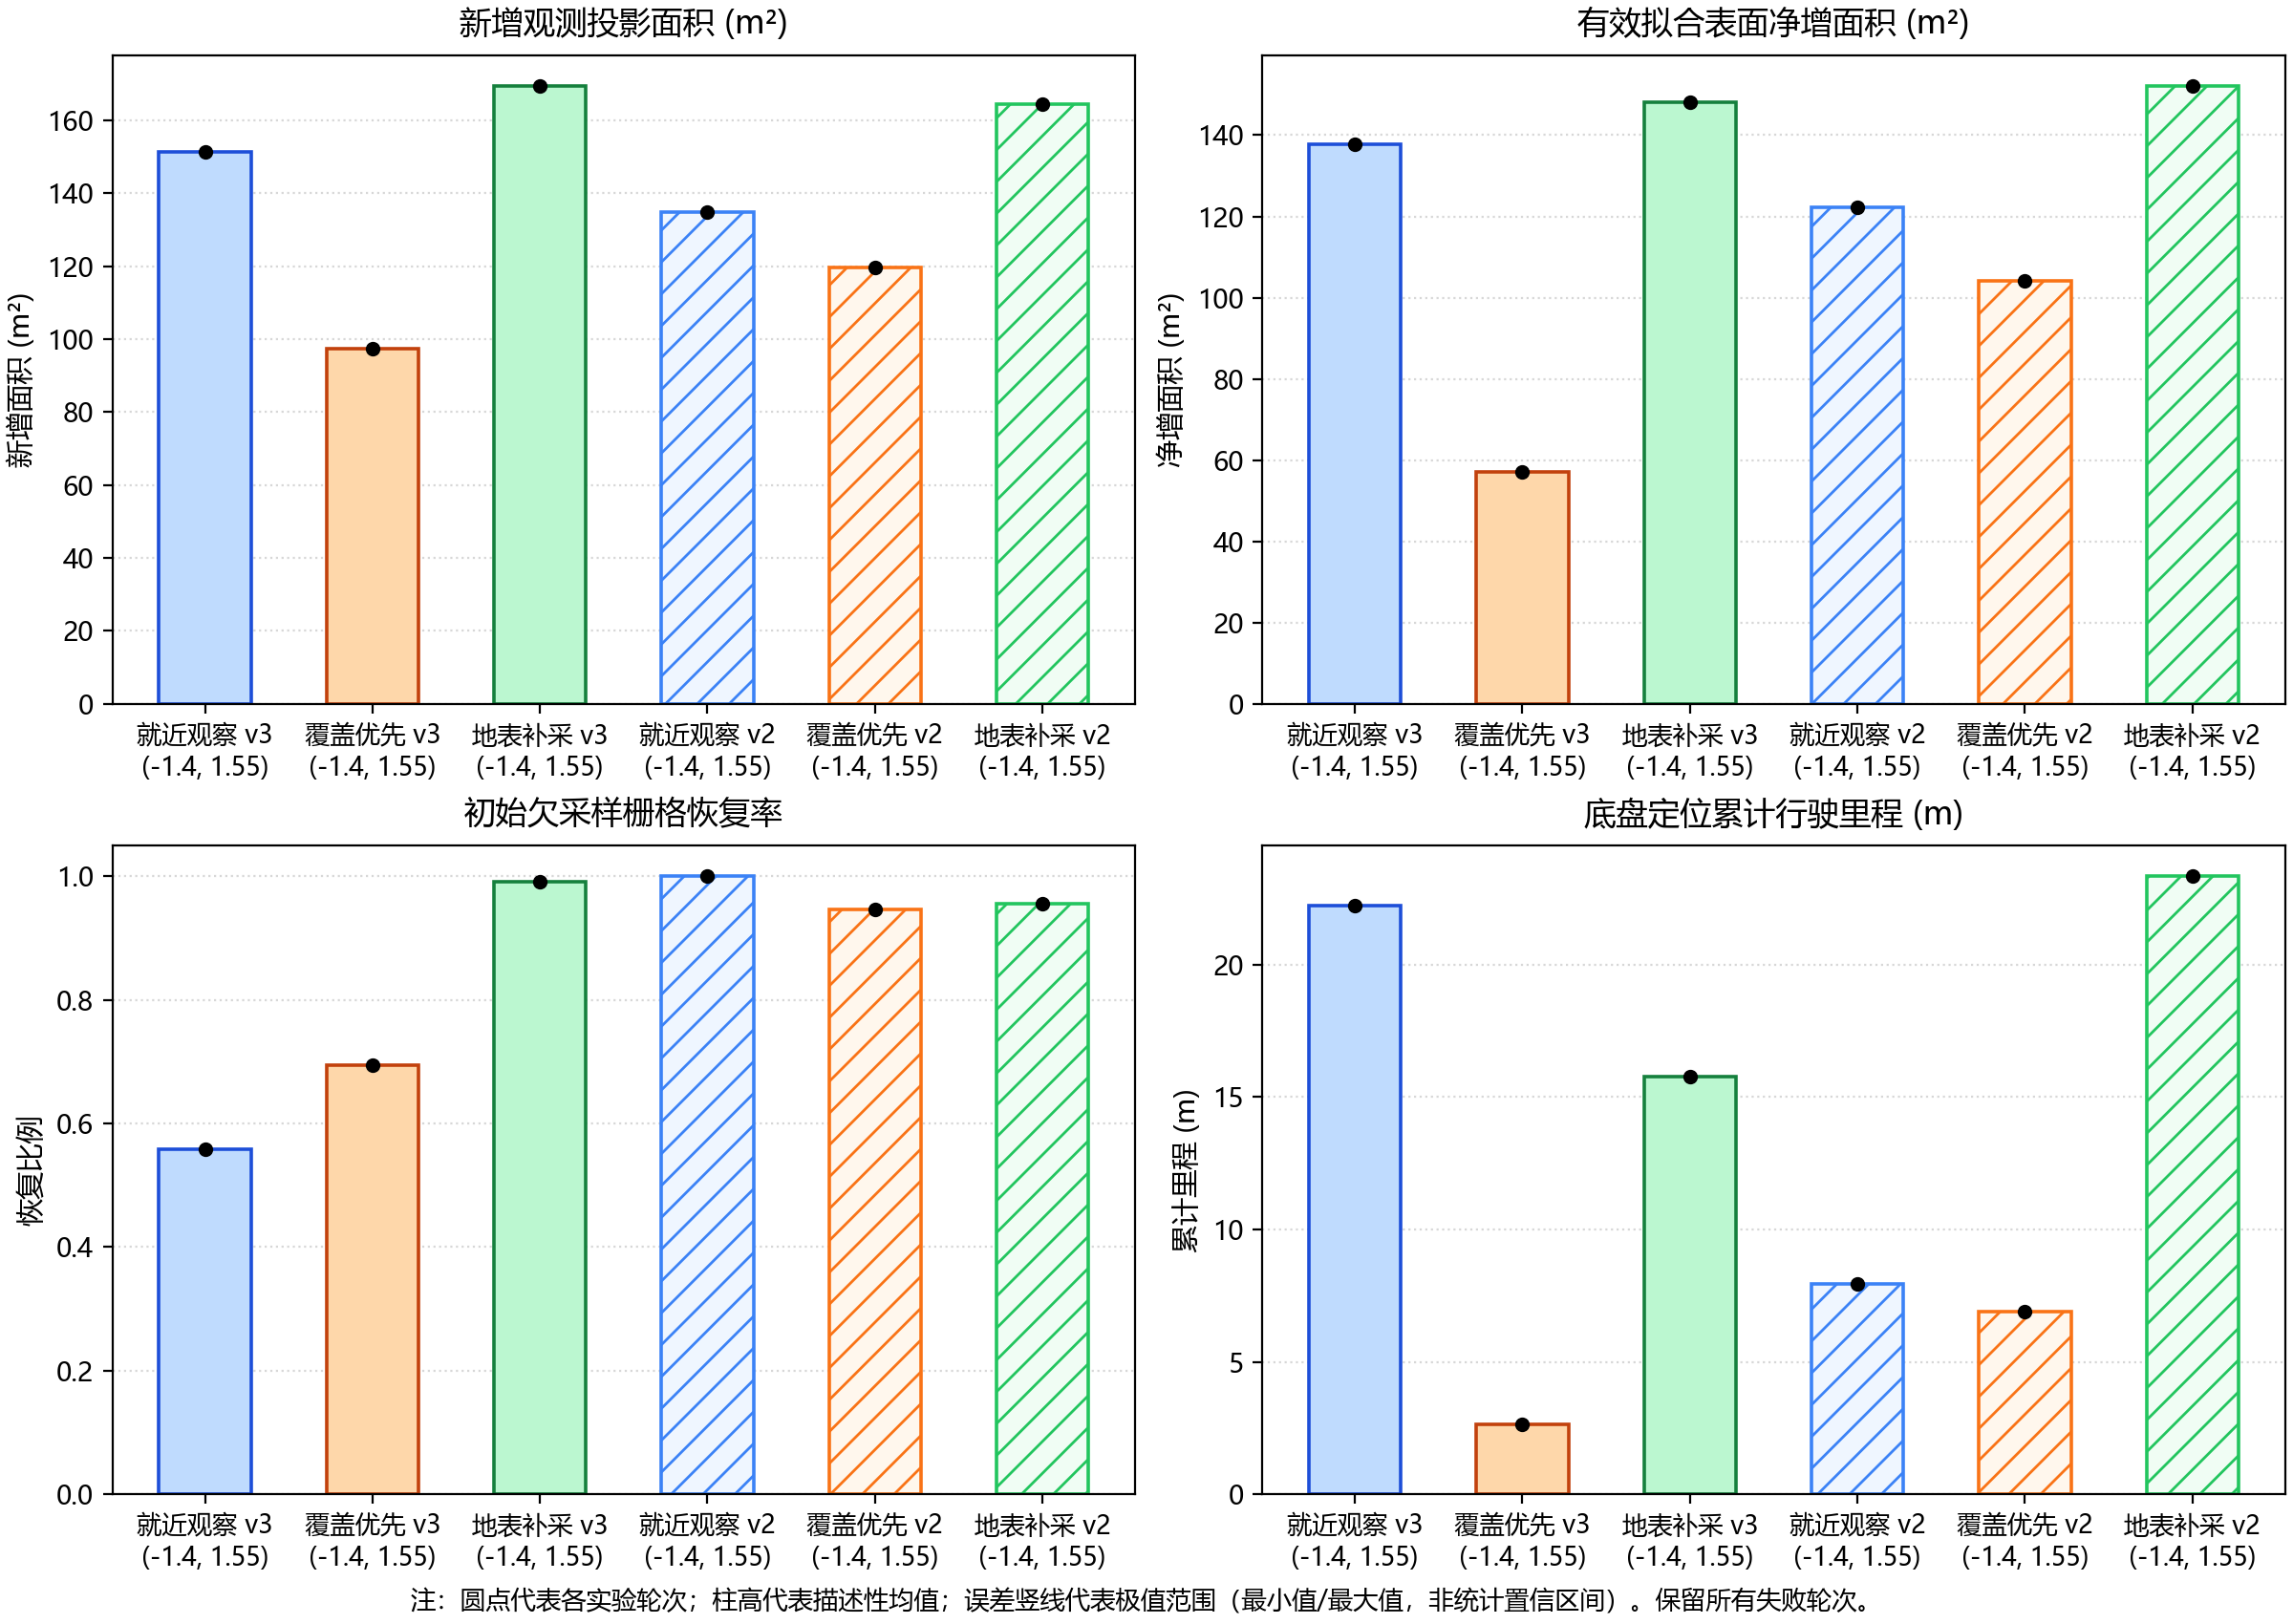 新增观测投影面积 (m²)
新增面积 (m²)
160
140
120
100
80
60
40
20
0
就近观察 v3
(-1.4, 1.55)
覆盖优先 v3
(-1.4, 1.55)
地表补采 v3
(-1.4, 1.55)
就近观察 v2
(-1.4, 1.55)
覆盖优先 v2
(-1.4, 1.55)
地表补采 v2
(-1.4, 1.55)
有效拟合表面净增面积 (m²)
净增面积 (m²)
140
120
100
80
60
40
20
0
就近观察 v3
(-1.4, 1.55)
覆盖优先 v3
(-1.4, 1.55)
地表补采 v3
(-1.4, 1.55)
就近观察 v2
(-1.4, 1.55)
覆盖优先 v2
(-1.4, 1.55)
地表补采 v2
(-1.4, 1.55)
初始欠采样栅格恢复率
恢复比例
1.0
0.8
0.6
0.4
0.2
0.0
就近观察 v3
(-1.4, 1.55)
覆盖优先 v3
(-1.4, 1.55)
地表补采 v3
(-1.4, 1.55)
就近观察 v2
(-1.4, 1.55)
覆盖优先 v2
(-1.4, 1.55)
地表补采 v2
(-1.4, 1.55)
底盘定位累计行驶里程 (m)
累计里程 (m)
20
15
10
5
0
就近观察 v3
(-1.4, 1.55)
覆盖优先 v3
(-1.4, 1.55)
地表补采 v3
(-1.4, 1.55)
就近观察 v2
(-1.4, 1.55)
覆盖优先 v2
(-1.4, 1.55)
地表补采 v2
(-1.4, 1.55)
注：圆点代表各实验轮次；柱高代表描述性均值；误差竖线代表极值范围（最小值/最大值，非统计置信区间）。保留所有失败轮次。